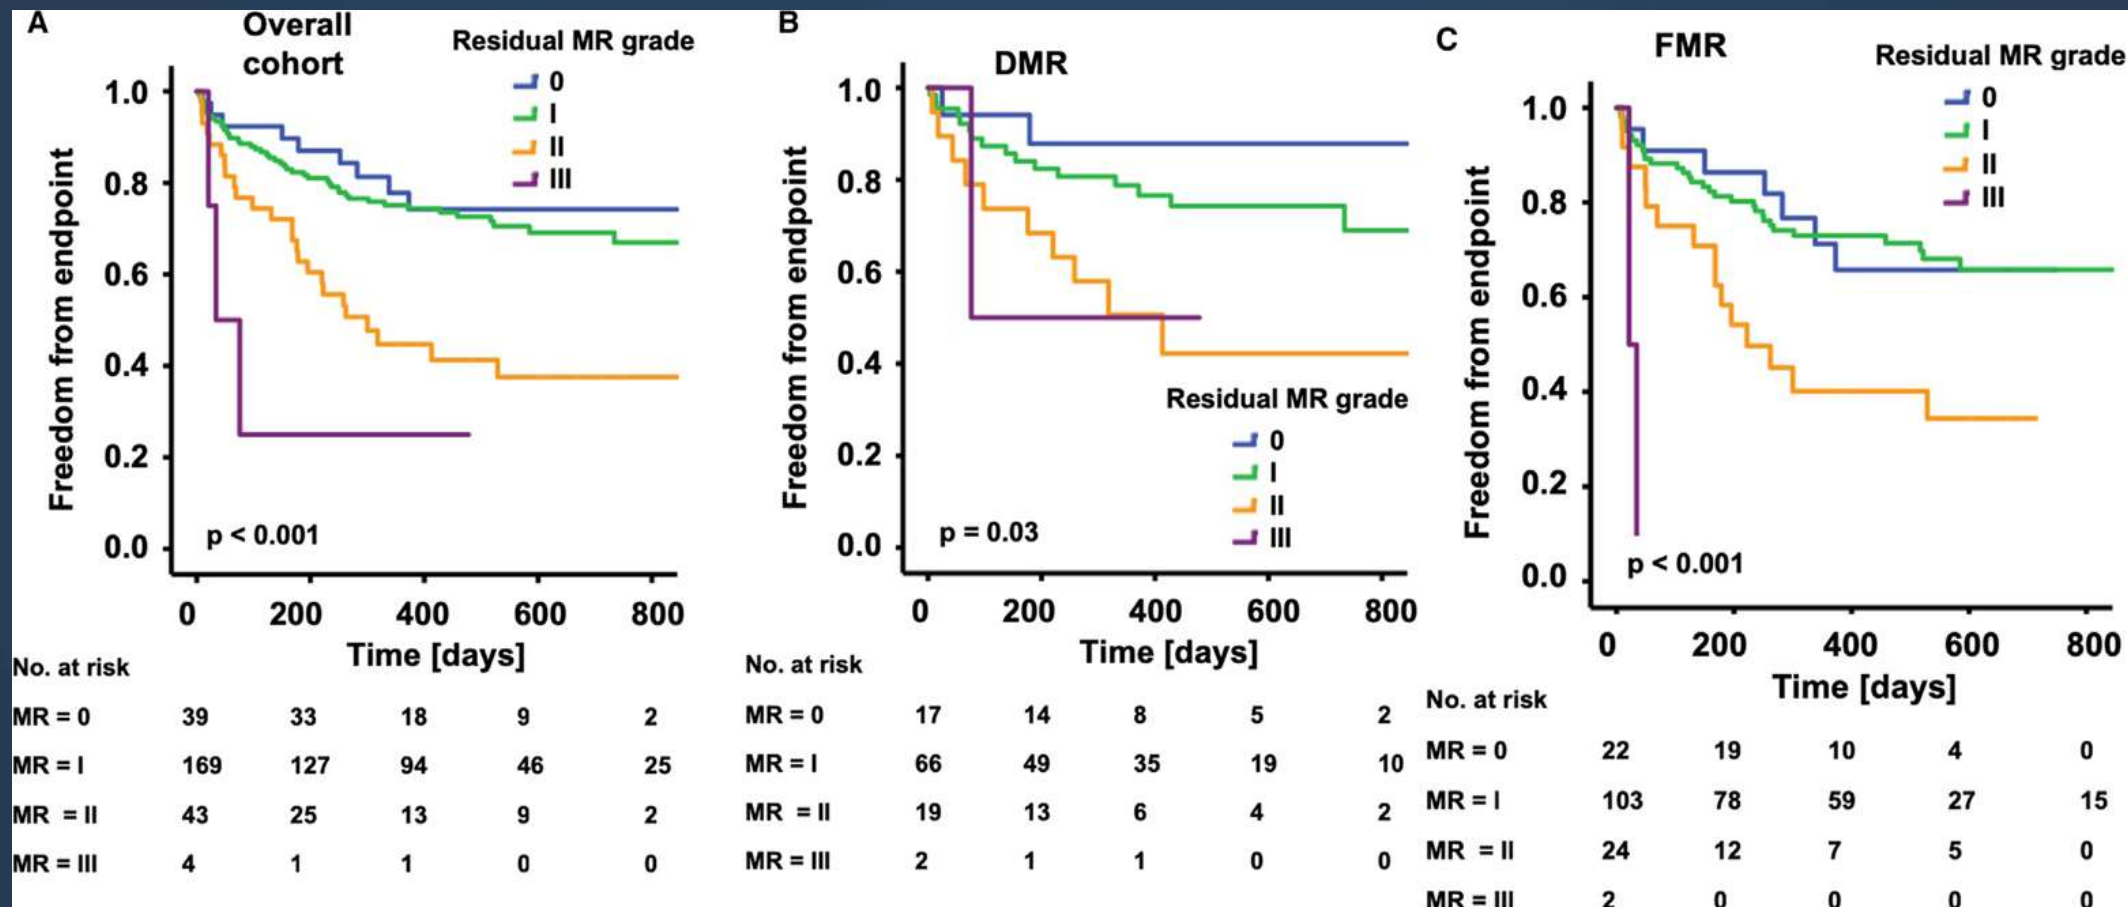 A
Overall
cohort
Residual MR grade
0
I
II
III
1.0
0.8
0.6
0.4
0.2
0.0
Freedom from endpoint
p < 0.001
0 200 400 600 800
Time [days]
No. at risk
MR = 0 39 33 18 9 2
MR = I 169 127 94 46 25
MR = II 43 25 13 9 2
MR = III 4 1 1 0 0
B
DMR
1.0
0.8
0.6
0.4
0.2
0.0
Freedom from endpoint
Residual MR grade
0
I
II
III
p = 0.03
0 200 400 600 800
Time [days]
No. at risk
MR = 0 17 14 8 5 2
MR = I 66 49 35 19 10
MR = II 19 13 6 4 2
MR = III 2 1 1 0 0
C
FMR
Residual MR grade
0
I
II
III
1.0
0.8
0.6
0.4
0.2
0.0
Freedom from endpoint
p < 0.001
0 200 400 600 800
Time [days]
No. at risk
MR = 0 22 19 10 4 0
MR = I 103 78 59 27 15
MR = II 24 12 7 5 0
MR = III 2 0 0 0 0